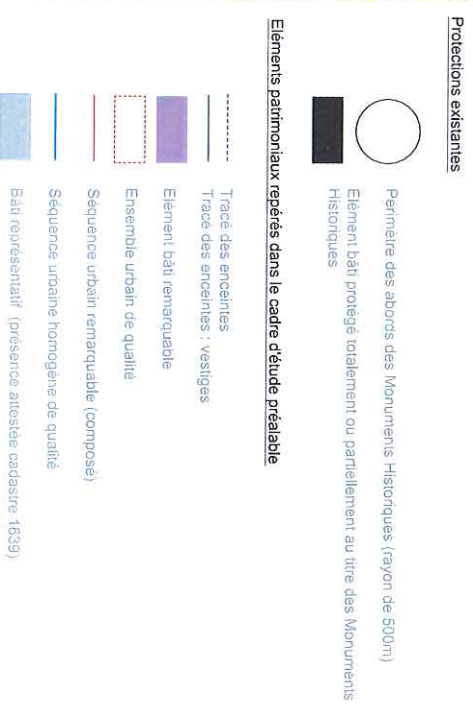 Protections existantes
Périmètre des abords des Monuments Historiques (rayon de 500m)
Elément bâti protégé totalement ou partiellement au titre des Monuments
Historiques
Eléments patrimoniaux repérés dans le cadre d'étude préalable
Tracé des enceintes
Tracé des enceintes : vestiges
Elément bâti remarquable
Ensemble urbain de qualité
Séquence urbain remarquable (composé)
Séquence urbaine homogène de qualité
Bâti représentatif (présence attestée cadastre 1639)